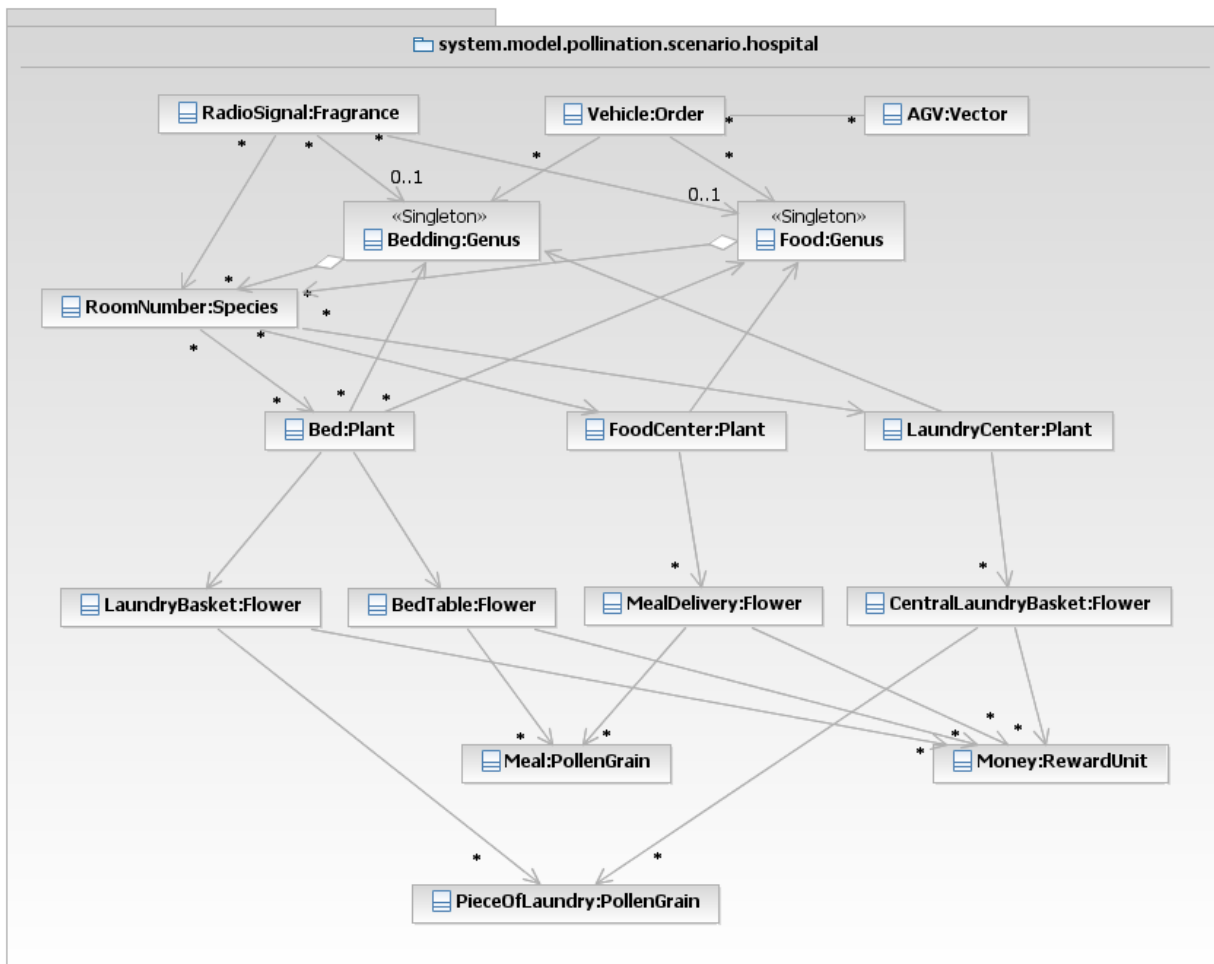 system.model.pollination.scenario.hospital
RadioSignal:Fragrance
Vehicle:Order
* *
AGV:Vector
* * *
* *
0..1
0..1
«Singleton»
Bedding:Genus
«Singleton»
Food:Genus
* * *
RoomNumber:Species
* *
* * *
Bed:Plant
FoodCenter:Plant
LaundryCenter:Plant
* *
LaundryBasket:Flower
BedTable:Flower
MealDelivery:Flower
CentralLaundryBasket:Flower
* * * * * *
Meal:PollenGrain
Money:RewardUnit
* *
PieceOfLaundry:PollenGrain